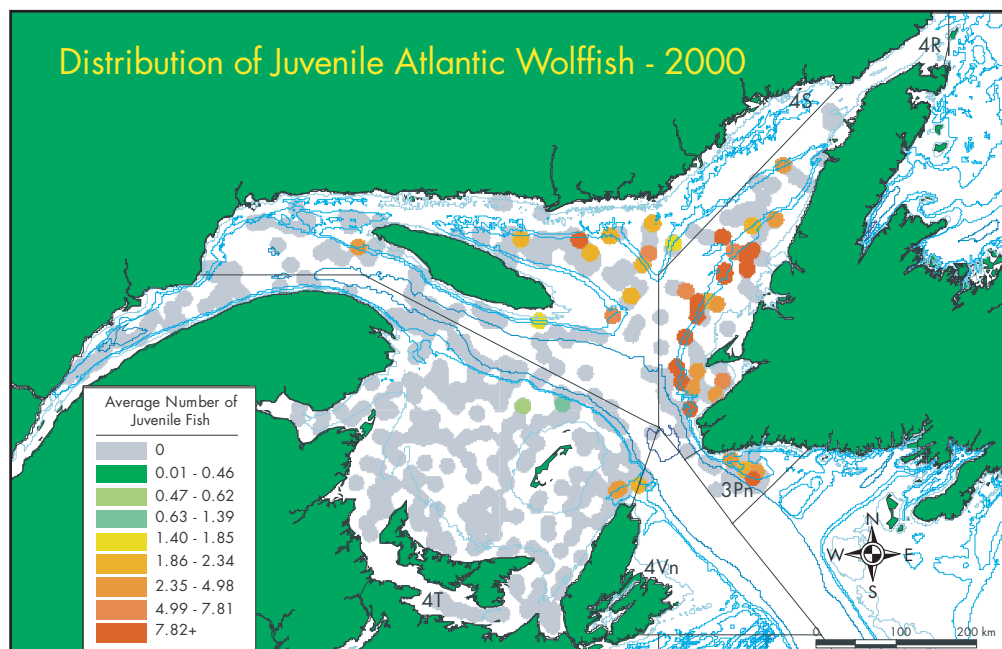 Distribution of Juvenile Atlantic Wolffish - 2000
4R
4S
3Pn
4Vn
4T
Average Number of
Juvenile Fish
0
0.01 - 0.46
0.47 - 0.62
0.63 - 1.39
1.40 - 1.85
1.86 - 2.34
2.35 - 4.98
4.99 - 7.81
7.82+
N
W E
S
0 100 200 km